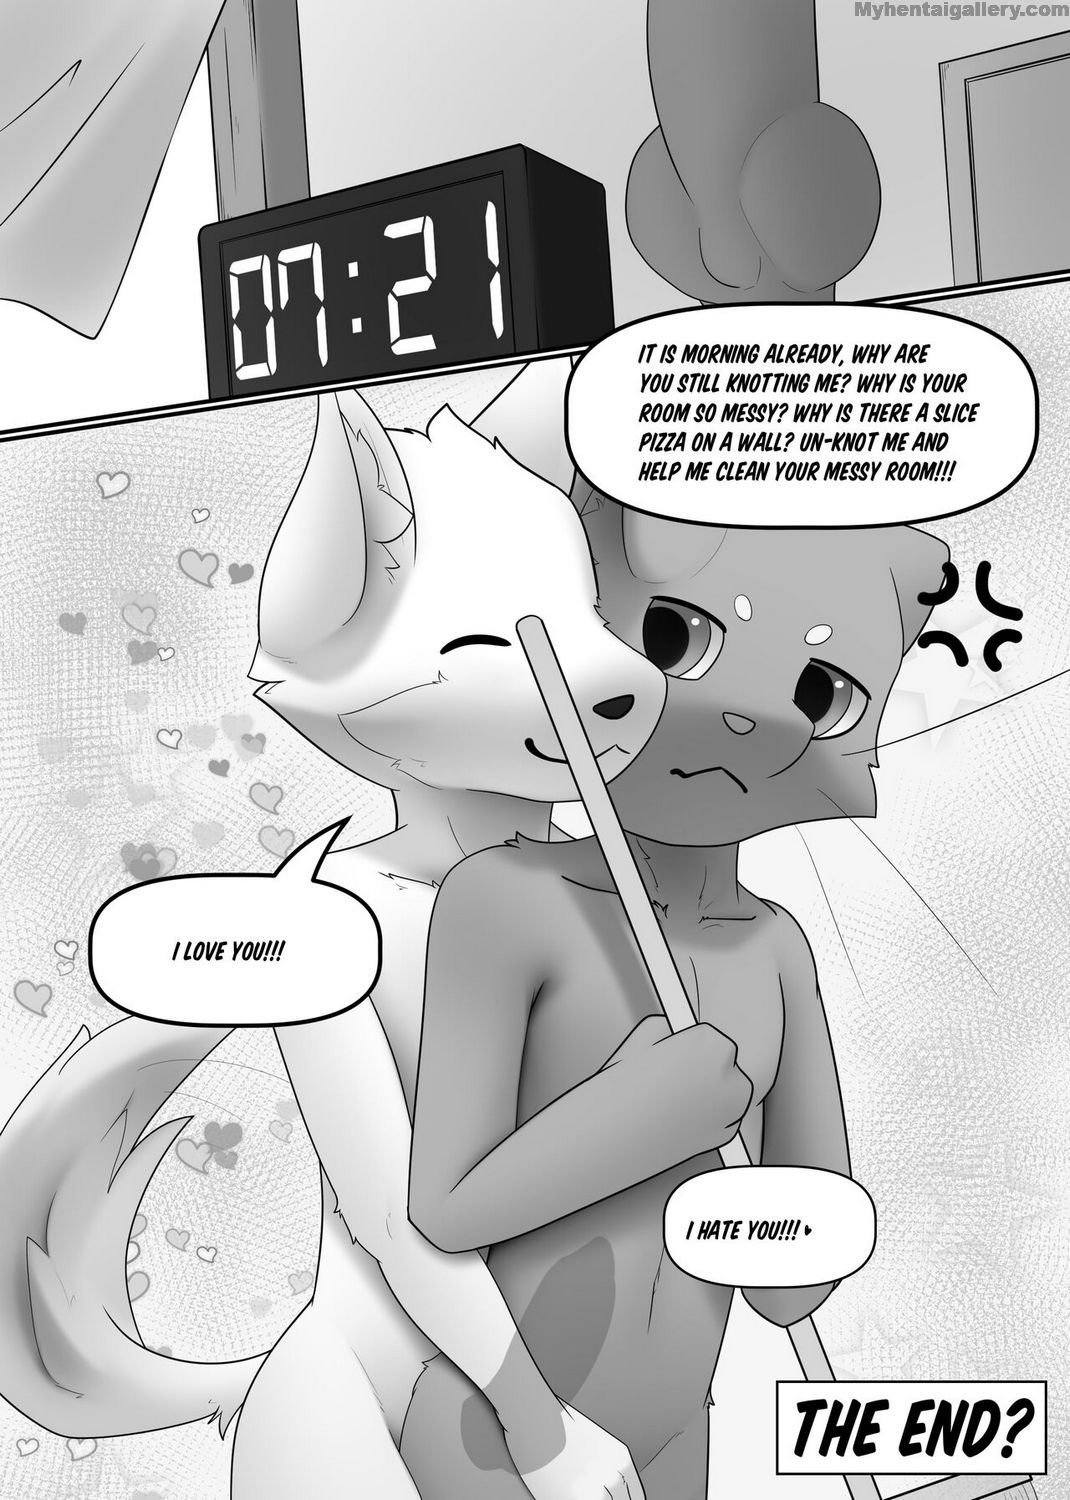 Myhentaigallery.com
07:21
IT IS MORNING ALREADY, WHY ARE
YOU STILL KNOTTING ME? WHY IS YOUR
ROOM SO MESSY? WHY IS THERE A SLICE
PIZZA ON A WALL? UN-KNOT ME AND
HELP ME CLEAN YOUR MESSY ROOM!!!
I LOVE YOU!!!
I HATE YOU!!! ♥
THE END?